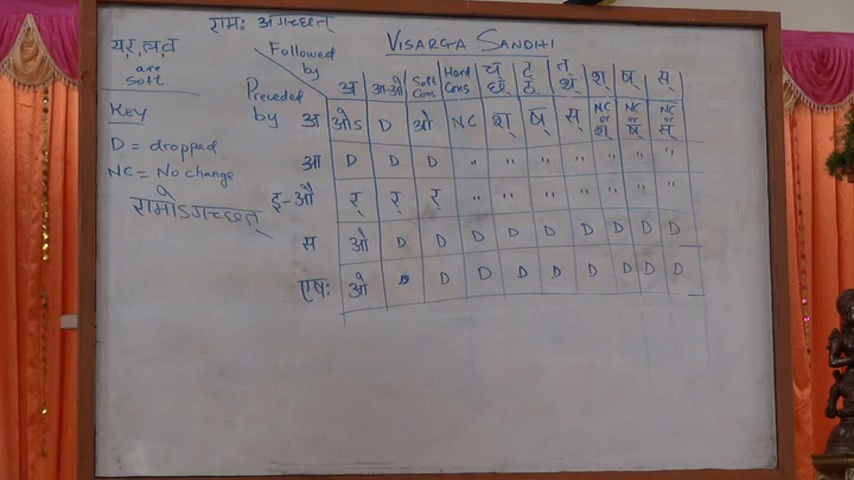 रामः अगच्छत्
VISARGA SANDHI
य्,र्,ल्,व्
are
soft
Key
D = dropped
NC = No change
रामोऽगच्छत्
Followed by
Preceded by
अ आ-औ Soft Cons Hard Cons च् छ् ट् ठ् त् थ् श् ष् स्
अ ओऽ D ओ NC श् ष् स् NC or श् NC or ष् NC or स्
आ D D D " " " " " " "
इ-औ र् र् र् " " " " " " "
स ओ D D D D D D D D D
एषः ओ D D D D D D D D D